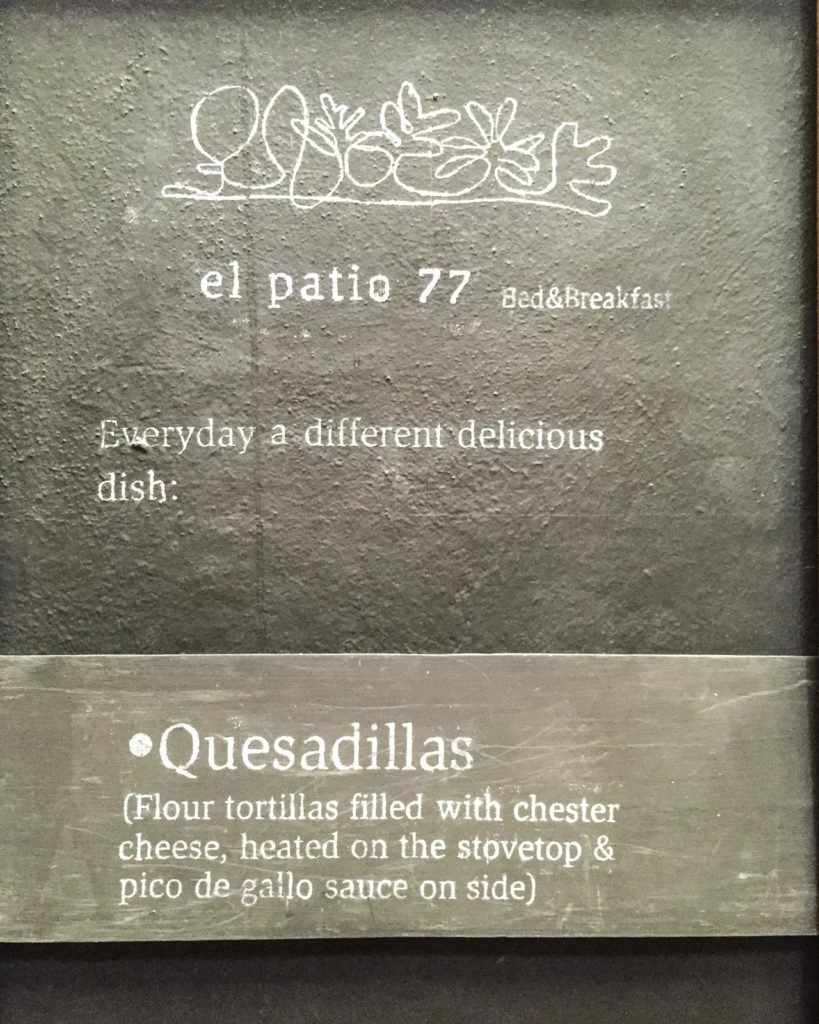 el patio 77 Bed&Breakfast
Everyday a different delicious
dish:
•Quesadillas
(Flour tortillas filled with chester
cheese, heated on the stovetop &
pico de gallo sauce on side)